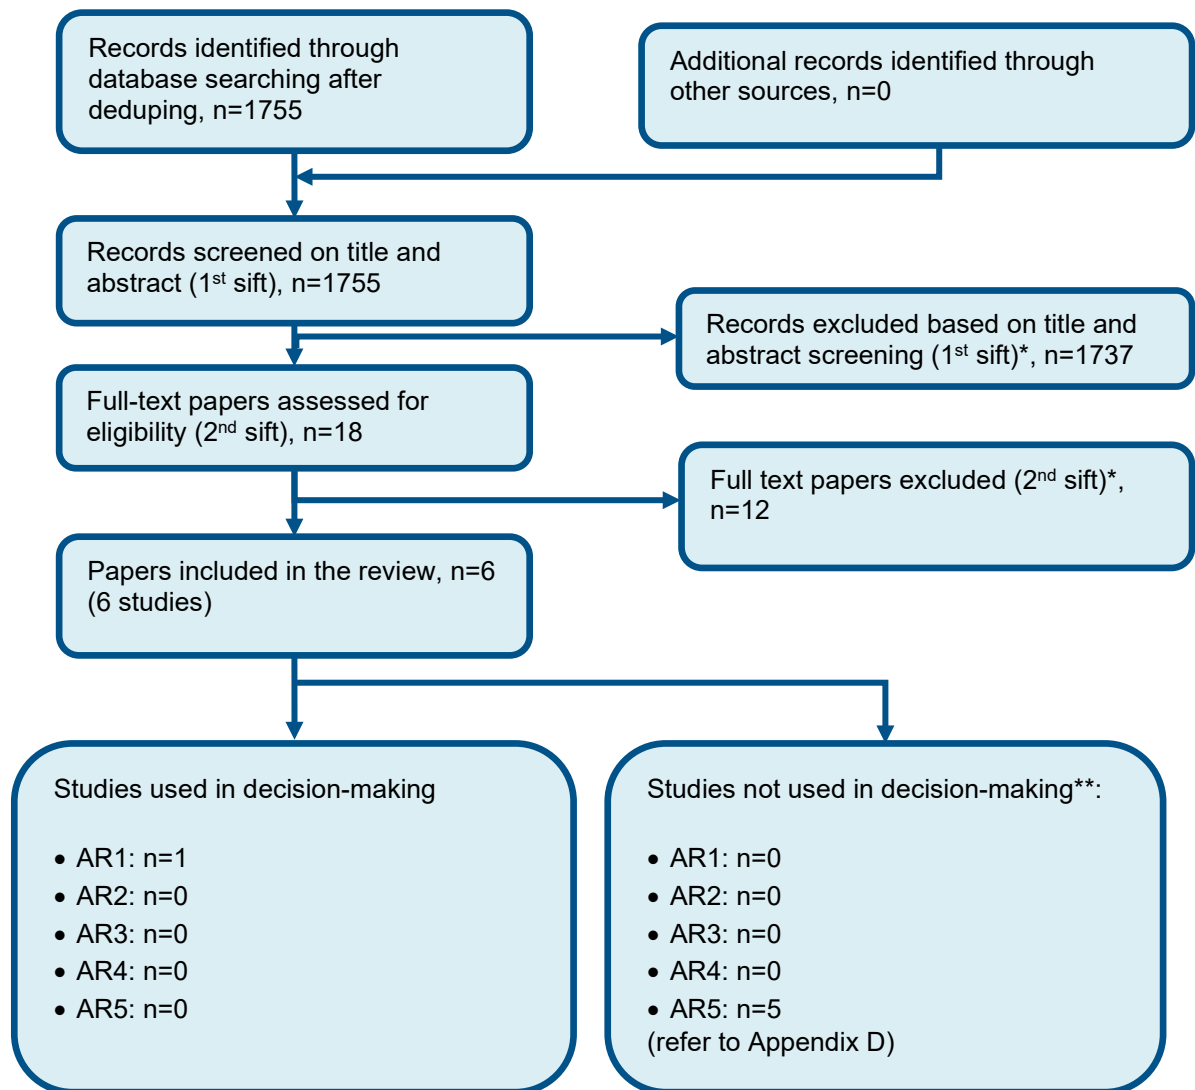 Records identified through
database searching after
deduping, n=1755
Additional records identified through
other sources, n=0
Records screened on title and
abstract (1st sift), n=1755
Records excluded based on title and
abstract screening (1st sift)*, n=1737
Full-text papers assessed for
eligibility (2nd sift), n=18
Full text papers excluded (2nd sift)*,
n=12
Papers included in the review, n=6
(6 studies)
Studies used in decision-making
• AR1: n=1
• AR2: n=0
• AR3: n=0
• AR4: n=0
• AR5: n=0
Studies not used in decision-making**:
• AR1: n=0
• AR2: n=0
• AR3: n=0
• AR4: n=0
• AR5: n=5
(refer to Appendix D)